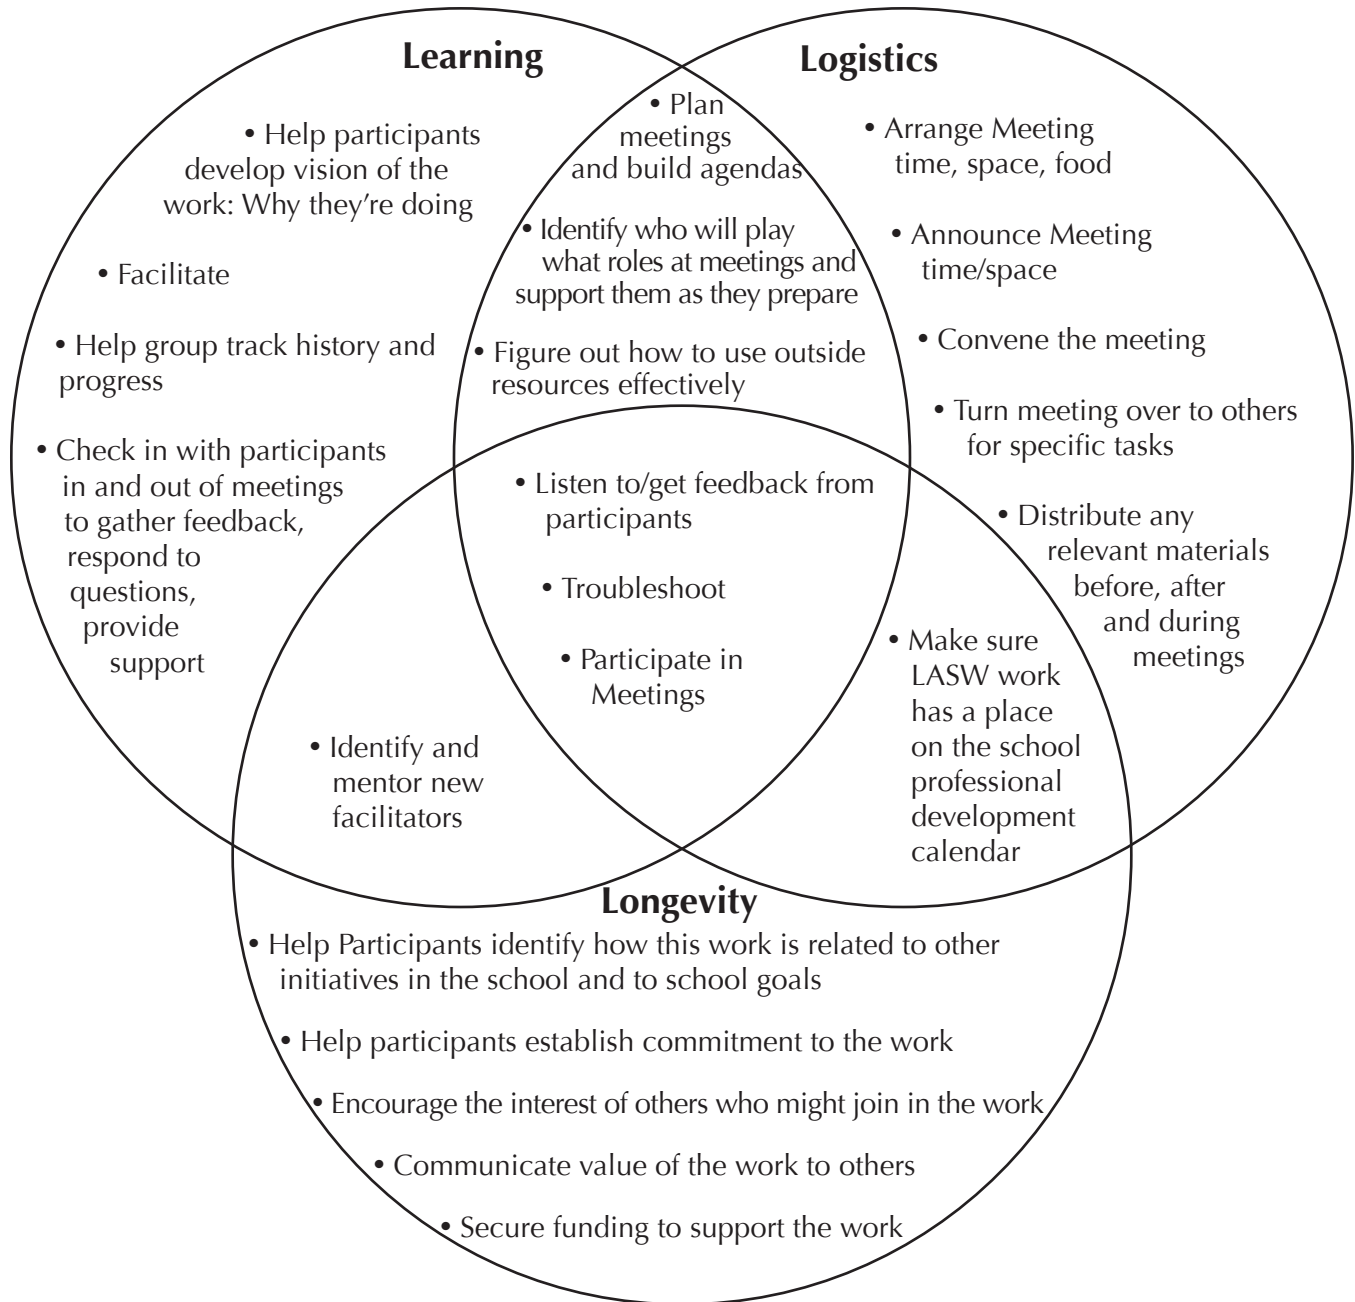 Learning
• Help participants
develop vision of the
work: Why they’re doing
• Facilitate
• Help group track history and
progress
• Check in with participants
in and out of meetings
to gather feedback,
respond to
questions,
provide
support
• Plan
meetings
and build agendas
• Identify who will play
what roles at meetings and
support them as they prepare
• Figure out how to use outside
resources effectively
Logistics
• Arrange Meeting
time, space, food
• Announce Meeting
time/space
• Convene the meeting
• Turn meeting over to others
for specific tasks
• Distribute any
relevant materials
before, after
and during
meetings
• Listen to/get feedback from
participants
• Troubleshoot
• Participate in
Meetings
• Identify and
mentor new
facilitators
• Make sure
LASW work
has a place
on the school
professional
development
calendar
Longevity
• Help Participants identify how this work is related to other
initiatives in the school and to school goals
• Help participants establish commitment to the work
• Encourage the interest of others who might join in the work
• Communicate value of the work to others
• Secure funding to support the work